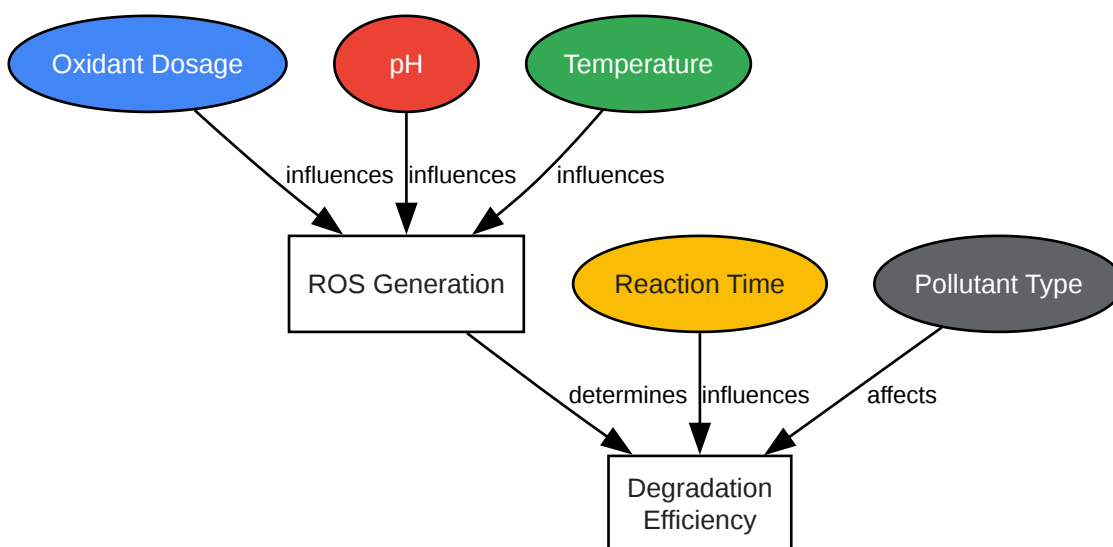 Oxidant Dosage
pH
Temperature
influences
influences
influences
ROS Generation
Reaction Time
Pollutant Type
determines
influences
affects
Degradation
Efficiency